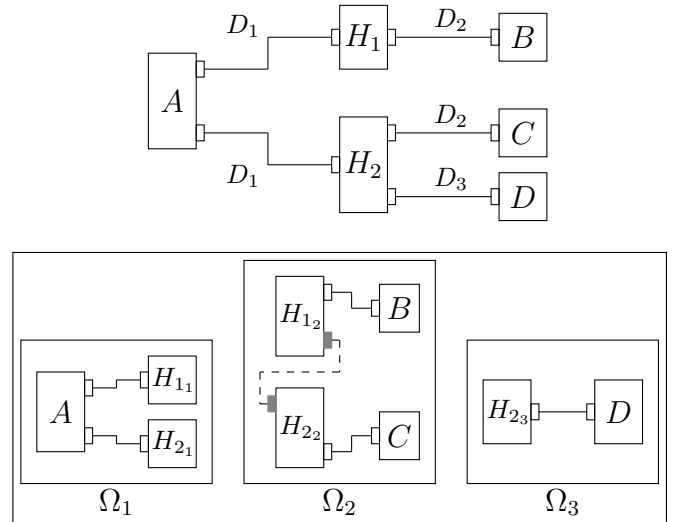 D₁ H₁ D₂ B
A
D₁ H₂ D₂ C
D₃ D
A H₁₁ H₂₁
H₁₂ B
H₂₂ C
H₂₃ D
Ω₁ Ω₂ Ω₃